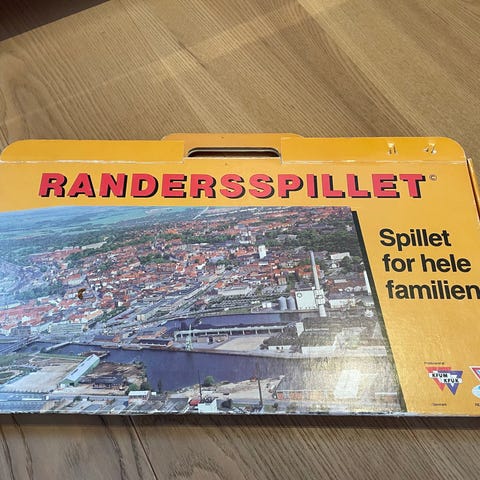 RANDERSSPILLET©
Spillet
for hele
familien
KFUM
KFUK